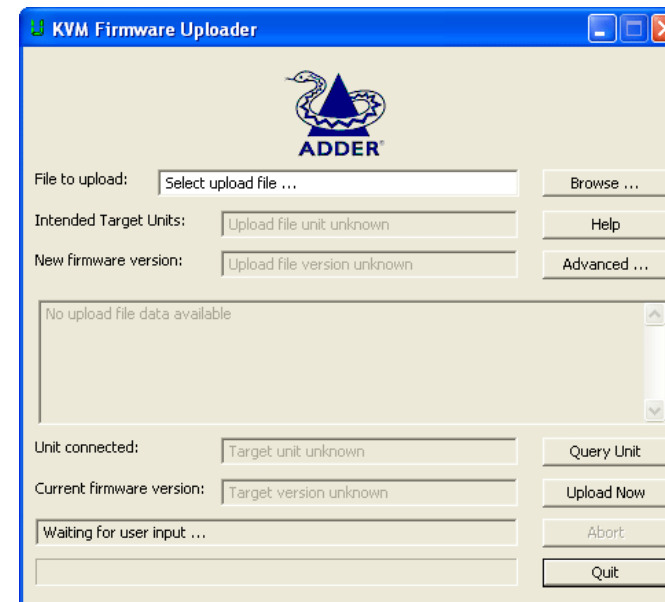 KVM Firmware Uploader
ADDER®
File to upload: Select upload file ... Browse ...
Intended Target Units: Upload file unit unknown Help
New firmware version: Upload file version unknown Advanced ...
No upload file data available
Unit connected: Target unit unknown Query Unit
Current firmware version: Target version unknown Upload Now
Waiting for user input ... Abort
Quit